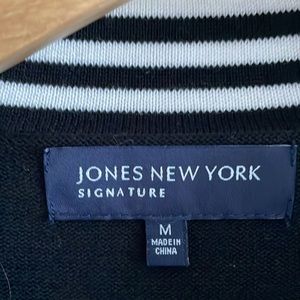 JONES NEW YORK
SIGNATURE
M
MADE IN
CHINA